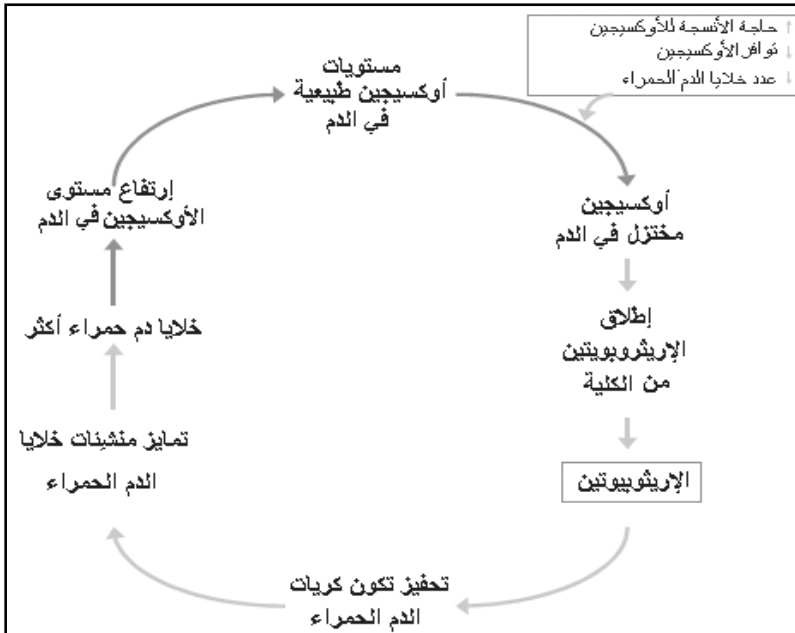 ↑ حاجة الأنسجة للأوكسيجين
↓ توافر الأوكسيجين
↓ عدد خلايا الدم الحمراء
مستويات
أوكسيجين طبيعية
في الدم
أوكسيجين
مختزل في الدم
إطلاق
الإريثروبويتين
من الكلية
الإريثوبيوتين
تحفيز تكون كريات
الدم الحمراء
تمايز منشئات خلايا
الدم الحمراء
خلايا دم حمراء أكثر
إرتفاع مستوى
الأوكسيجين في الدم